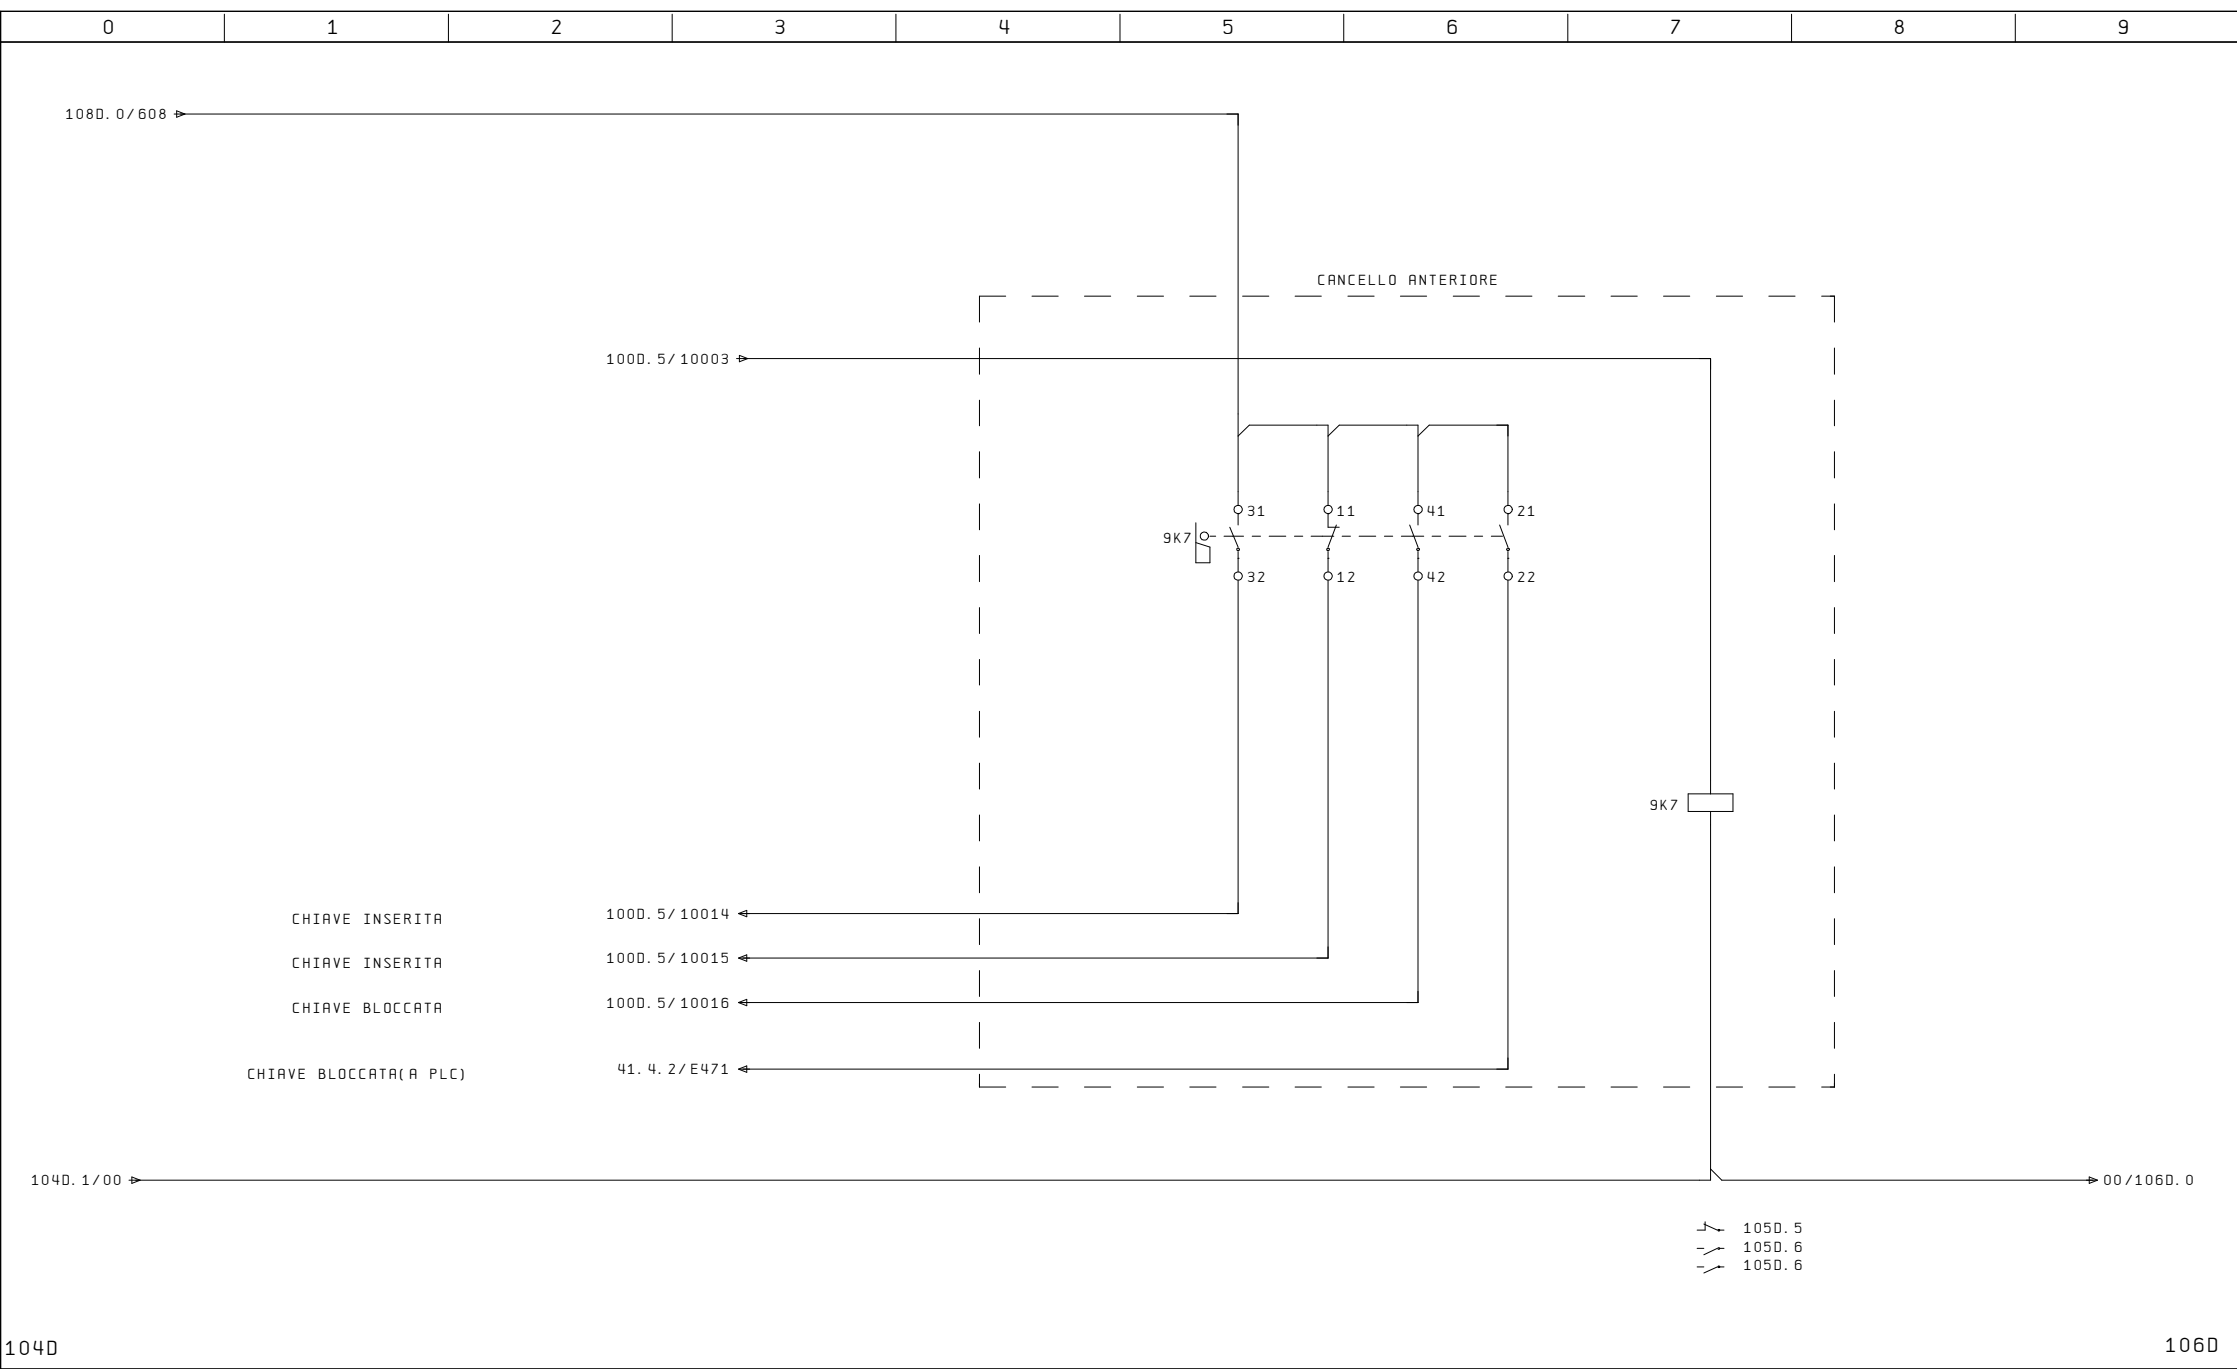 0 1 2 3 4 5 6 7 8 9
108D.0/608
CANCELLO ANTERIORE
100D.5/10003
31 11 41 21
9K7
32 12 42 22
9K7
CHIAVE INSERITA 100D.5/10014
CHIAVE INSERITA 100D.5/10015
CHIAVE BLOCCATA 100D.5/10016
CHIAVE BLOCCATA(A PLC) 41.4.2/E471
104D.1/00 00/106D.0
105D.5
105D.6
105D.6
104D 106D